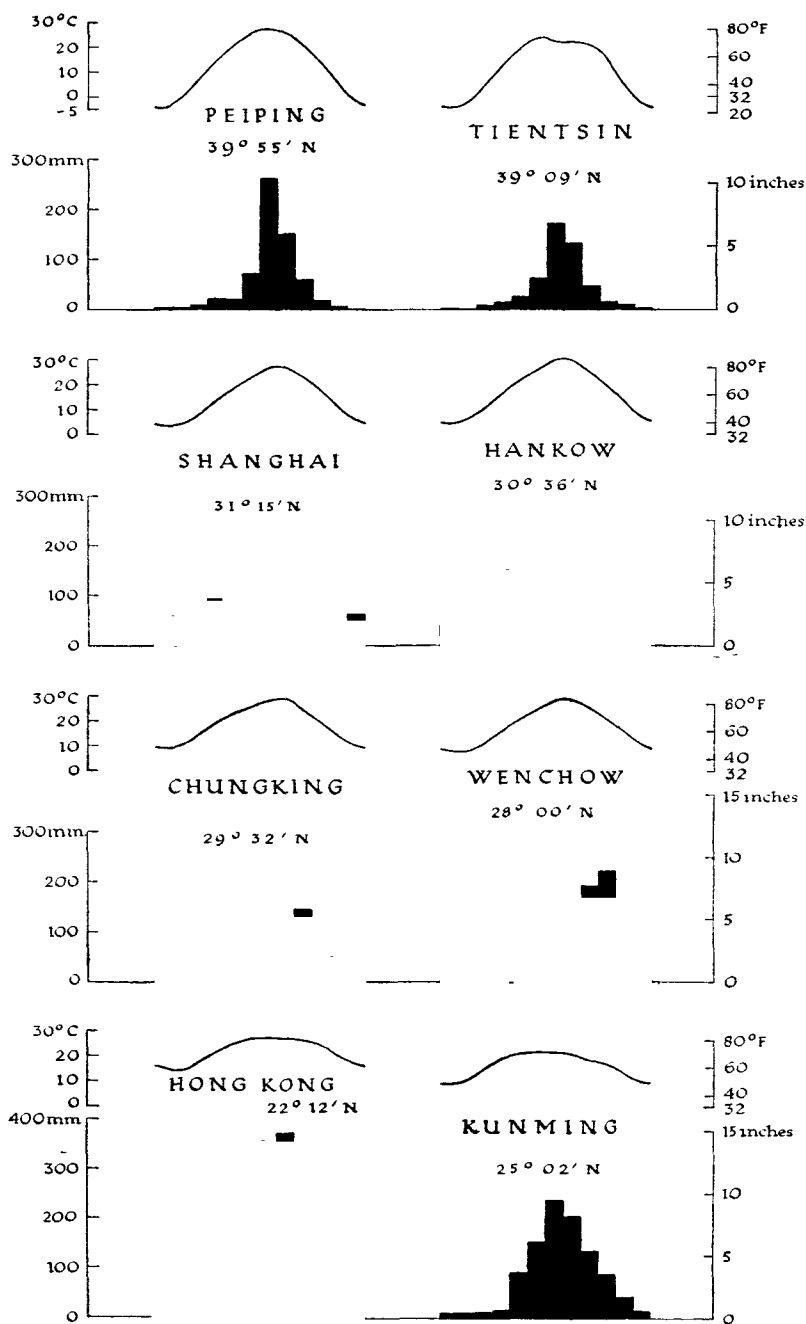 30°C
20
10
0
-5
80°F
60
40
32
20
PEIPING
39° 55′ N
TIENTSIN
39° 09′ N
300mm
200
100
0
10 inches
5
0
30°C
20
10
0
80°F
60
40
32
SHANGHAI
31° 15′ N
HANKOW
30° 36′ N
300mm
200
100
0
10 inches
5
0
30°C
20
10
0
80°F
60
40
32
CHUNGKING
29° 32′ N
WENCHOW
28° 00′ N
300mm
200
100
0
15 inches
10
5
0
30°C
20
10
0
80°F
60
40
32
HONG KONG
22° 12′ N
KUNMING
25° 02′ N
400mm
300
200
100
0
15 inches
10
5
0